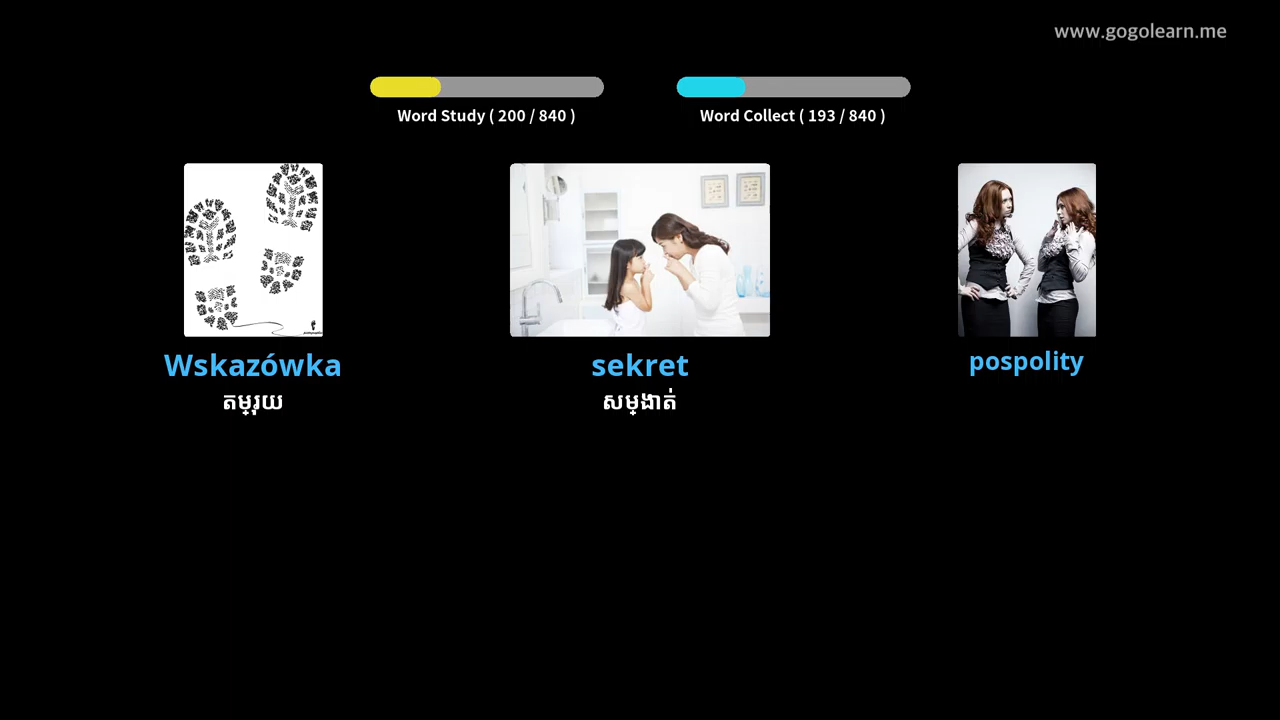 www.gogolearn.me
Word Study ( 200 / 840 )
Word Collect ( 193 / 840 )
Wskazówka
តម្រុយ
sekret
សម្ងាត់
pospolity